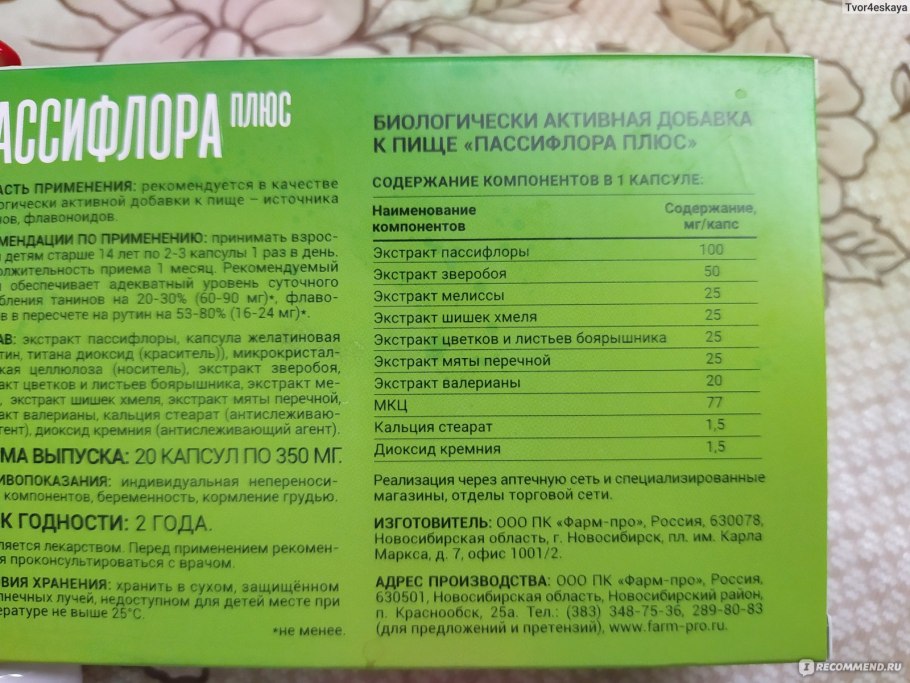 Tvor4eskaya
АССИФЛОРА ПЛЮС
АСТЬ ПРИМЕНЕНИЯ: рекомендуется в качестве
огически активной добавки к пище – источника
ов, флавоноидов.
МЕНДАЦИИ ПО ПРИМЕНЕНИЮ: принимать взрос-
детям старше 14 лет по 2-3 капсулы 1 раз в день.
должительность приема 1 месяц. Рекомендуемый
обеспечивает адекватный уровень суточного
бления танинов на 20-30% (60-90 мг)*, флаво-
в в пересчете на рутин на 53-80% (16-24 мг)*.
АВ: экстракт пассифлоры, капсула желатиновая
тин, титана диоксид (краситель)), микрокристал-
кая целлюлоза (носитель), экстракт зверобоя,
акт цветков и листьев боярышника, экстракт ме-
, экстракт шишек хмеля, экстракт мяты перечной,
акт валерианы, кальция стеарат (антислеживаю-
гент), диоксид кремния (антислеживающий агент).
МА ВЫПУСКА: 20 КАПСУЛ ПО 350 МГ.
ИВОПОКАЗАНИЯ: индивидуальная непереноси-
компонентов, беременность, кормление грудью.
К ГОДНОСТИ: 2 ГОДА.
ляется лекарством. Перед применением рекомен-
я проконсультироваться с врачом.
ВИЯ ХРАНЕНИЯ: хранить в сухом, защищённом
лнечных лучей, недоступном для детей месте при
ературе не выше 25°С.
*не менее.
БИОЛОГИЧЕСКИ АКТИВНАЯ ДОБАВКА
К ПИЩЕ «ПАССИФЛОРА ПЛЮС»
СОДЕРЖАНИЕ КОМПОНЕНТОВ В 1 КАПСУЛЕ:
Наименование Содержание,
компонентов мг/капс
Экстракт пассифлоры 100
Экстракт зверобоя 50
Экстракт мелиссы 25
Экстракт шишек хмеля 25
Экстракт цветков и листьев боярышника 25
Экстракт мяты перечной 25
Экстракт валерианы 20
МКЦ 77
Кальция стеарат 1,5
Диоксид кремния 1,5
Реализация через аптечную сеть и специализированные
магазины, отделы торговой сети.
ИЗГОТОВИТЕЛЬ: ООО ПК «Фарм-про», Россия, 630078,
Новосибирская область, г. Новосибирск, пл. им. Карла
Маркса, д. 7, офис 1001/2.
АДРЕС ПРОИЗВОДСТВА: ООО ПК «Фарм-про», Россия,
630501, Новосибирская область, Новосибирский район,
п. Краснообск, 25а. Тел.: (383) 348-75-36, 289-80-83
(для предложений и претензий), www.farm-pro.ru.
IRECOMMEND.RU